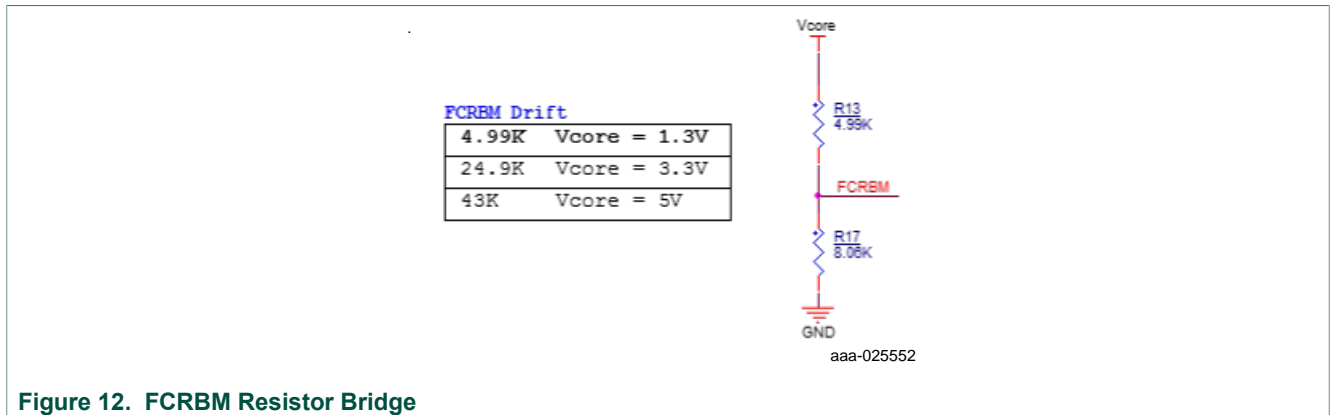 FCRBM Drift
4.99K Vcore = 1.3V
24.9K Vcore = 3.3V
43K Vcore = 5V
Vcore
R13
4.99K
FCRBM
R17
8.06K
GND
aaa-025552
Figure 12. FCRBM Resistor Bridge